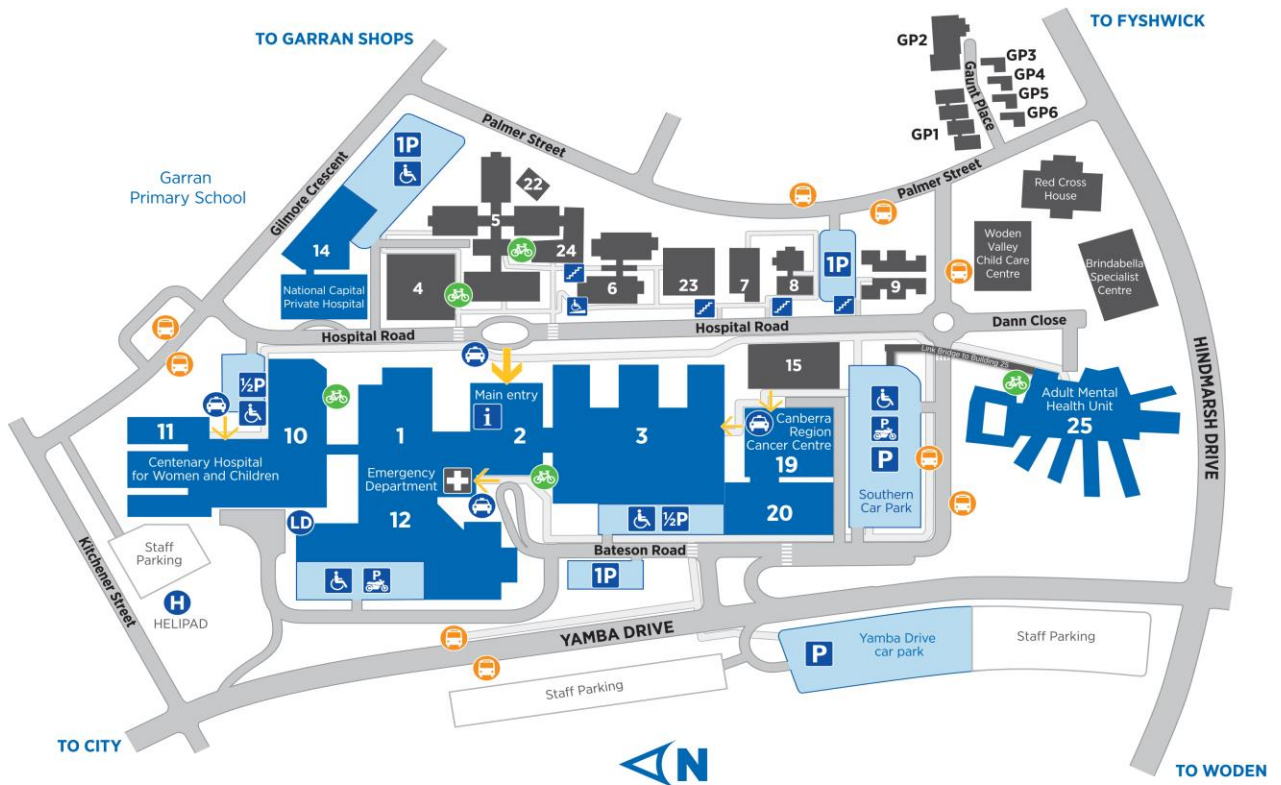 TO FYSHWICK
TO GARRAN SHOPS
GP2
GP3
GP4
GP5
GP6
Gaunt Place
GP1
Palmer Street
Palmer Street
1P
Gilmore Crescent
Garran
Primary School
22
5
24
14
National Capital
Private Hospital
4
6
23
7
8
1P
9
Red Cross
House
Woden
Valley
Child Care
Centre
Brindabella
Specialist
Centre
Hospital Road
Hospital Road
Dann Close
Link Bridge to Building 25
HINDMARSH DRIVE
½P
11
10
Centenary Hospital
for Women and Children
1
Main entry
i
2
Emergency
Department
12
3
15
Canberra
Region
Cancer Centre
19
20
P
P
Southern
Car Park
Adult Mental
Health Unit
25
LD
½P
Bateson Road
1P
P
Staff
Parking
H
HELIPAD
Kitchener Street
YAMBA DRIVE
Staff Parking
P
Yamba Drive
car park
Staff Parking
TO CITY
N
TO WODEN